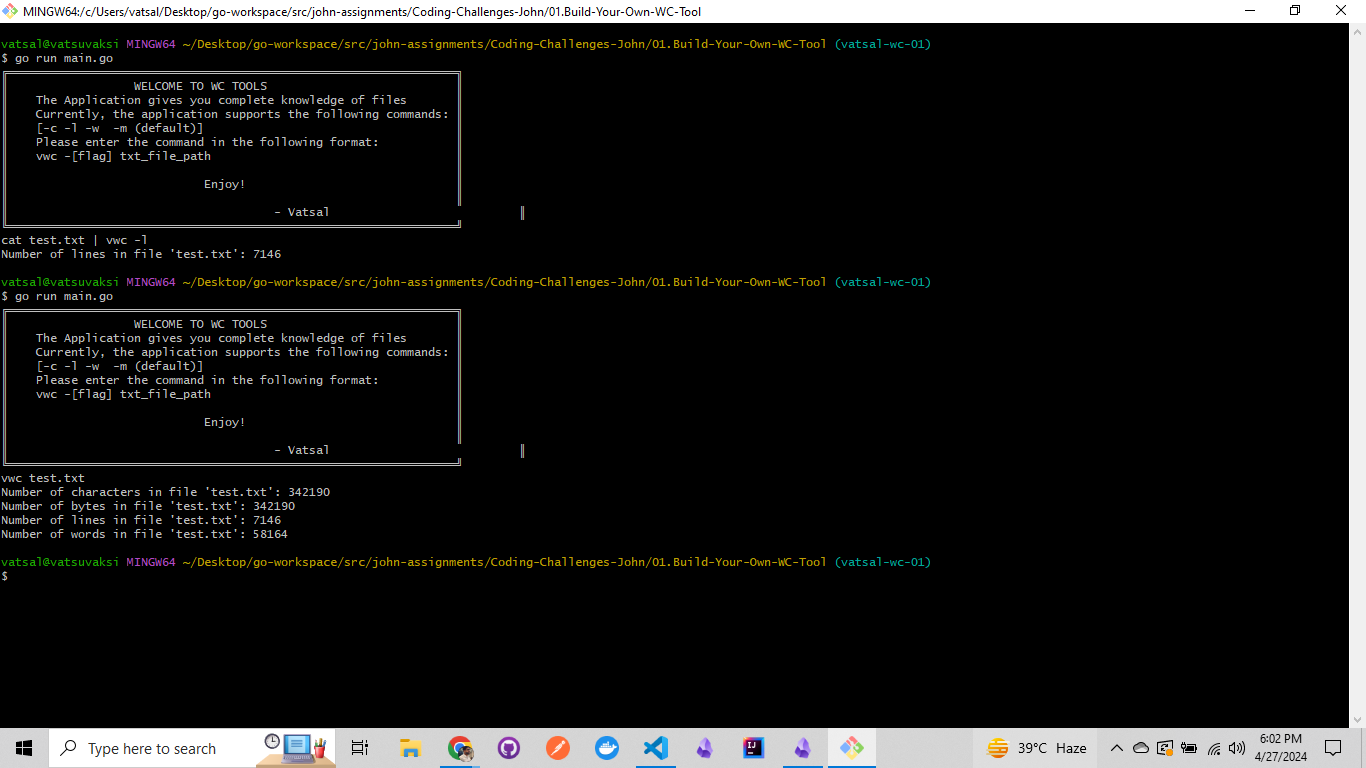 MINGW64:/c/Users/vatsal/Desktop/go-workspace/src/john-assignments/Coding-Challenges-John/01.Build-Your-Own-WC-Tool
vatsal@vatsuvaksi MINGW64 ~/Desktop/go-workspace/src/john-assignments/Coding-Challenges-John/01.Build-Your-Own-WC-Tool (vatsal-wc-01)
$ go run main.go
WELCOME TO WC TOOLS
The Application gives you complete knowledge of files
Currently, the application supports the following commands:
[-c -l -w  -m (default)]
Please enter the command in the following format:
vwc -[flag] txt_file_path
Enjoy!
- Vatsal
cat test.txt | vwc -l
Number of lines in file 'test.txt': 7146
vatsal@vatsuvaksi MINGW64 ~/Desktop/go-workspace/src/john-assignments/Coding-Challenges-John/01.Build-Your-Own-WC-Tool (vatsal-wc-01)
$ go run main.go
WELCOME TO WC TOOLS
The Application gives you complete knowledge of files
Currently, the application supports the following commands:
[-c -l -w  -m (default)]
Please enter the command in the following format:
vwc -[flag] txt_file_path
Enjoy!
- Vatsal
vwc test.txt
Number of characters in file 'test.txt': 342190
Number of bytes in file 'test.txt': 342190
Number of lines in file 'test.txt': 7146
Number of words in file 'test.txt': 58164
vatsal@vatsuvaksi MINGW64 ~/Desktop/go-workspace/src/john-assignments/Coding-Challenges-John/01.Build-Your-Own-WC-Tool (vatsal-wc-01)
$
Type here to search
39°C Haze
6:02 PM
4/27/2024